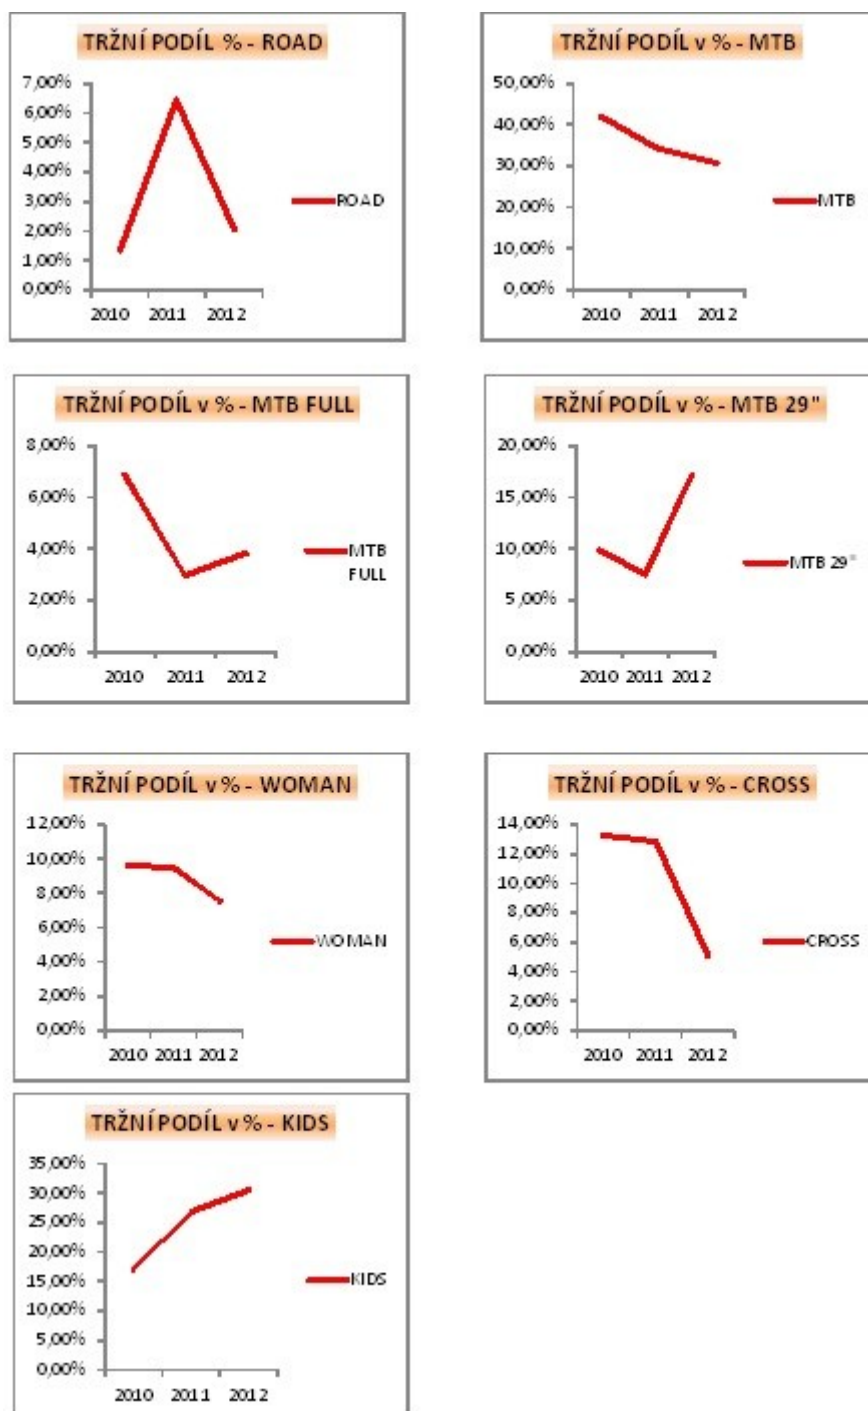 TRŽNÍ PODÍL % - ROAD
7,00%
6,00%
5,00%
4,00%
3,00%
2,00%
1,00%
0,00%
2010 2011 2012
ROAD
TRŽNÍ PODÍL v % - MTB
50,00%
40,00%
30,00%
20,00%
10,00%
0,00%
2010 2011 2012
MTB
TRŽNÍ PODÍL v % - MTB FULL
8,00%
6,00%
4,00%
2,00%
0,00%
2010 2011 2012
MTB
FULL
TRŽNÍ PODÍL v % - MTB 29"
20,00%
15,00%
10,00%
5,00%
0,00%
2010 2011 2012
MTB 29"
TRŽNÍ PODÍL v % - WOMAN
12,00%
10,00%
8,00%
6,00%
4,00%
2,00%
0,00%
2010 2011 2012
WOMAN
TRŽNÍ PODÍL v % - CROSS
14,00%
12,00%
10,00%
8,00%
6,00%
4,00%
2,00%
0,00%
2010 2011 2012
CROSS
TRŽNÍ PODÍL v % - KIDS
35,00%
30,00%
25,00%
20,00%
15,00%
10,00%
5,00%
0,00%
2010 2011 2012
KIDS